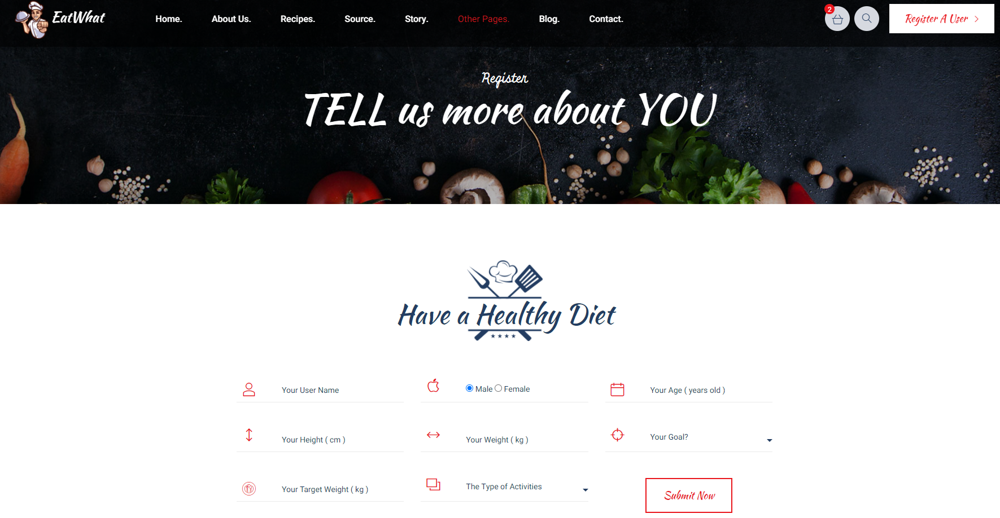 EatWhat
Home.
About Us.
Recipes.
Source.
Story.
Other Pages.
Blog.
Contact.
2
Register A User
Register
TELL us more about YOU
Have a Healthy Diet
Your User Name
Male Female
Your Age ( years old )
Your Height ( cm )
Your Weight ( kg )
Your Goal?
Your Target Weight ( kg )
The Type of Activities
Submit Now